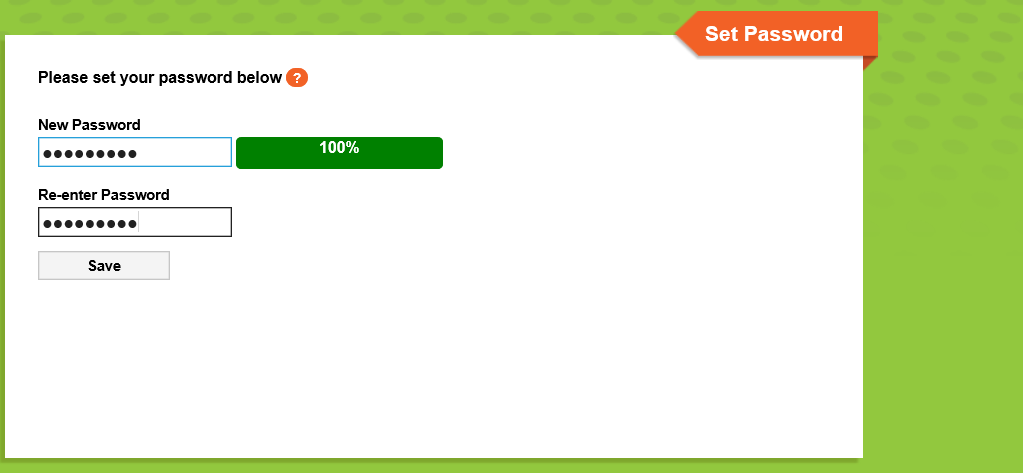 Set Password
Please set your password below ?
New Password
●●●●●●●●●
100%
Re-enter Password
●●●●●●●●●
Save